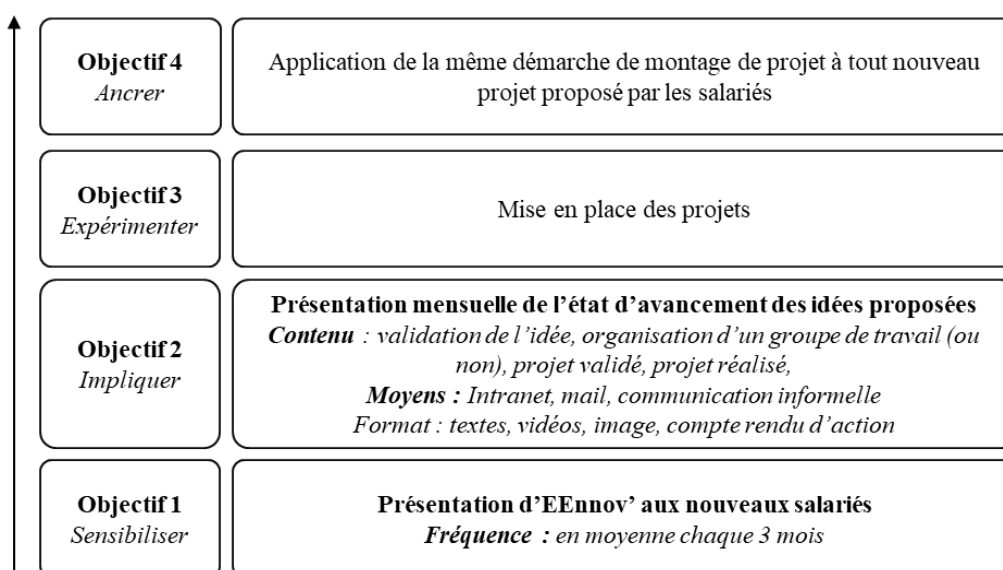 Objectif 4
Ancrer
Application de la même démarche de montage de projet à tout nouveau
projet proposé par les salariés
Objectif 3
Expérimenter
Mise en place des projets
Objectif 2
Impliquer
Présentation mensuelle de l’état d’avancement des idées proposées
Contenu : validation de l’idée, organisation d’un groupe de travail (ou
non), projet validé, projet réalisé,
Moyens : Intranet, mail, communication informelle
Format : textes, vidéos, image, compte rendu d’action
Objectif 1
Sensibiliser
Présentation d’EEnnov’ aux nouveaux salariés
Fréquence : en moyenne chaque 3 mois